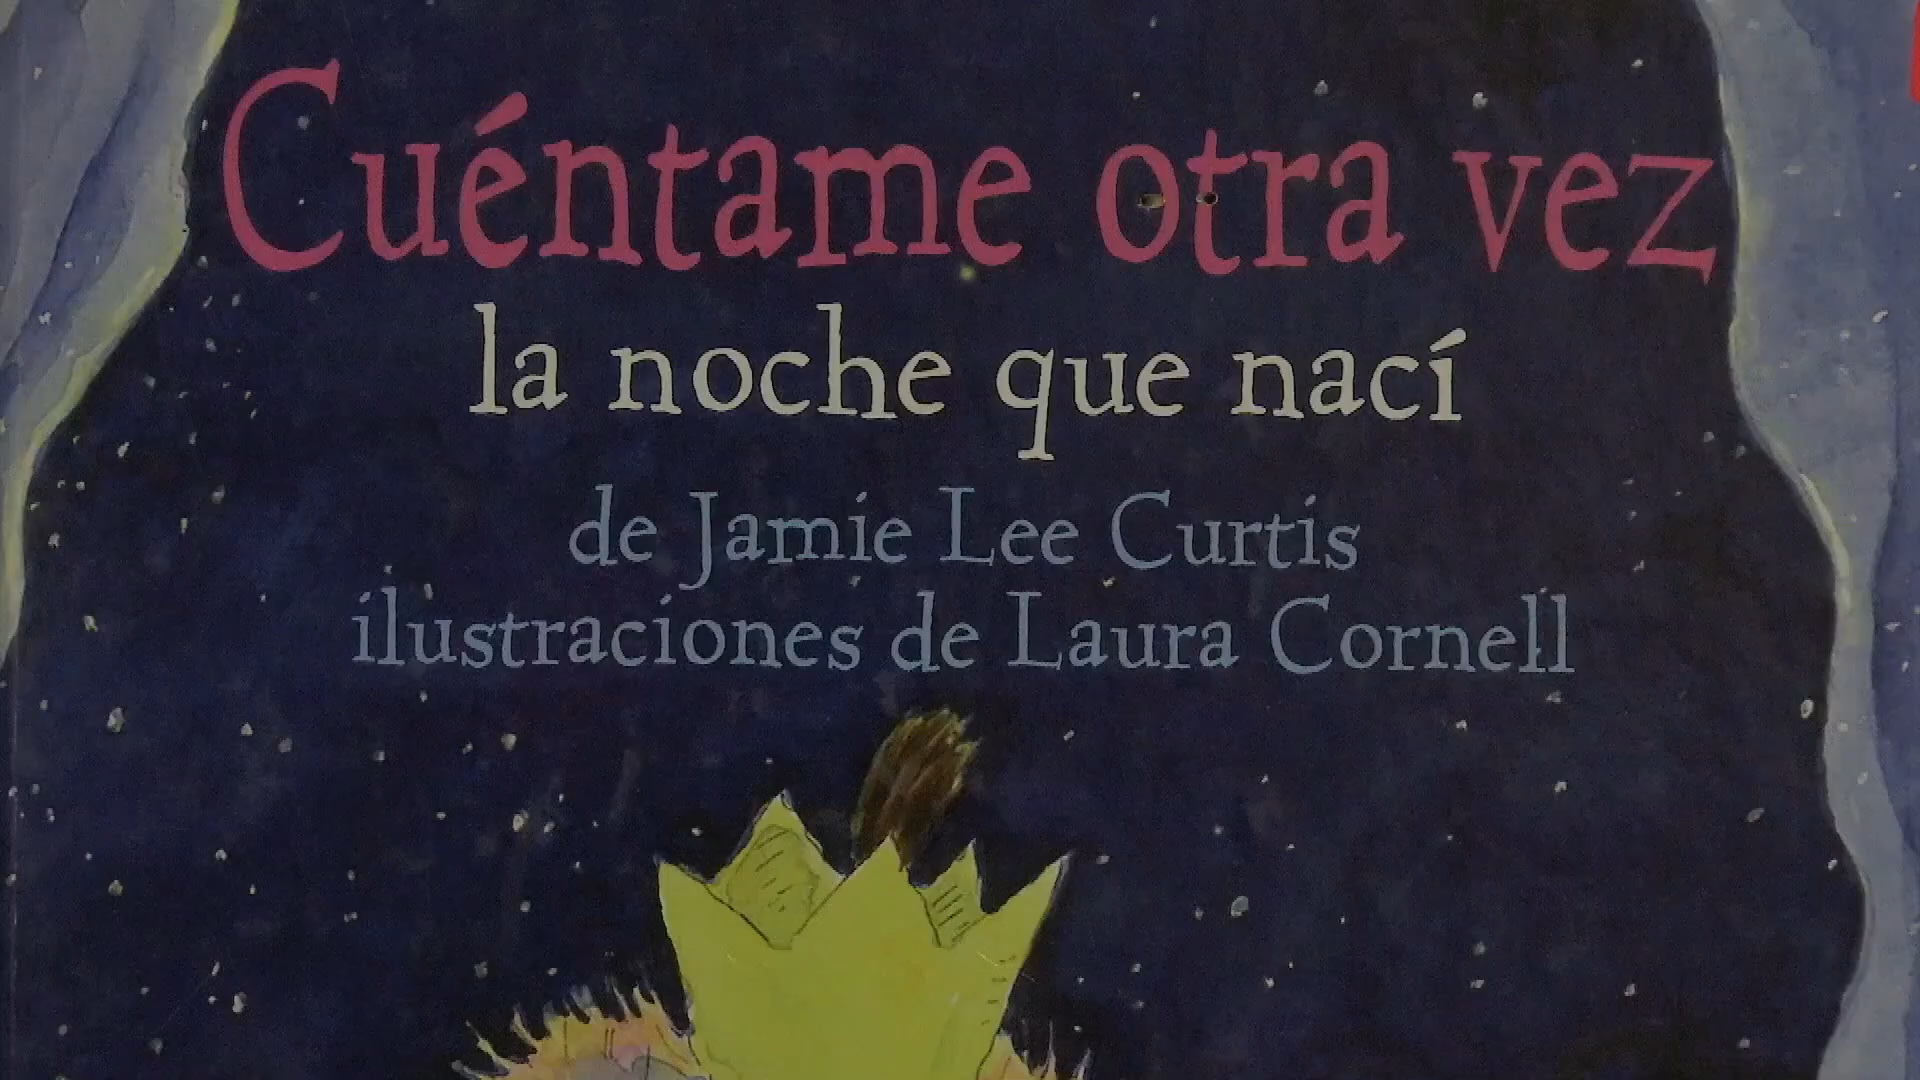 Cuéntame otra vez
la noche que nací
de Jamie Lee Curtis
ilustraciones de Laura Cornell